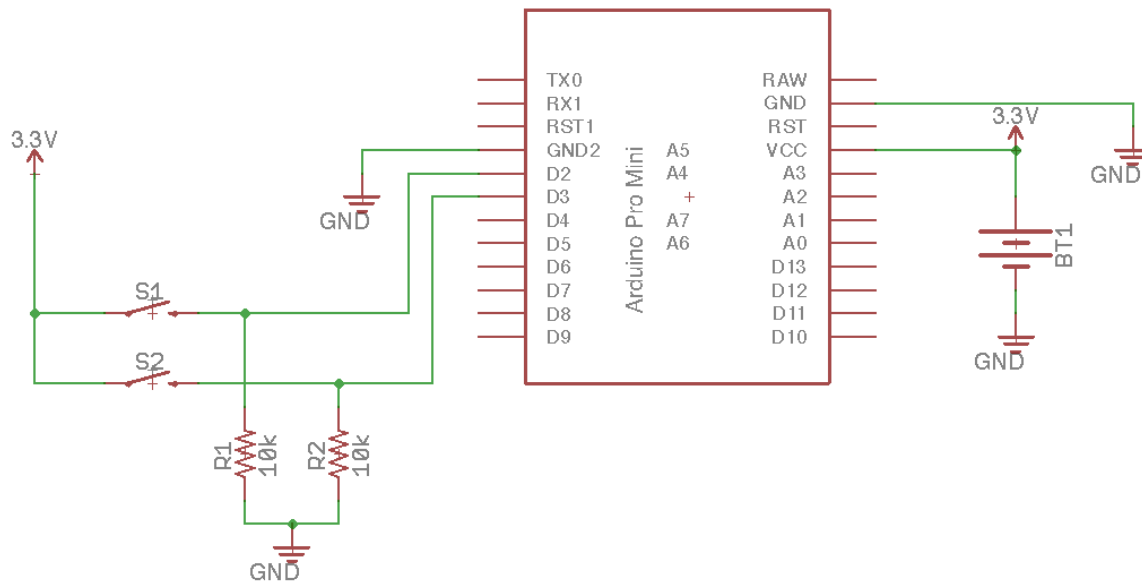 3.3V
S1
S2
R1
10k
R2
10k
GND
GND
TX0
RX1
RST1
GND2
D2
D3
D4
D5
D6
D7
D8
D9
Arduino Pro Mini
A5
A4
A7
A6
RAW
GND
RST
VCC
A3
A2
A1
A0
D13
D12
D11
D10
3.3V
GND
BT1
GND